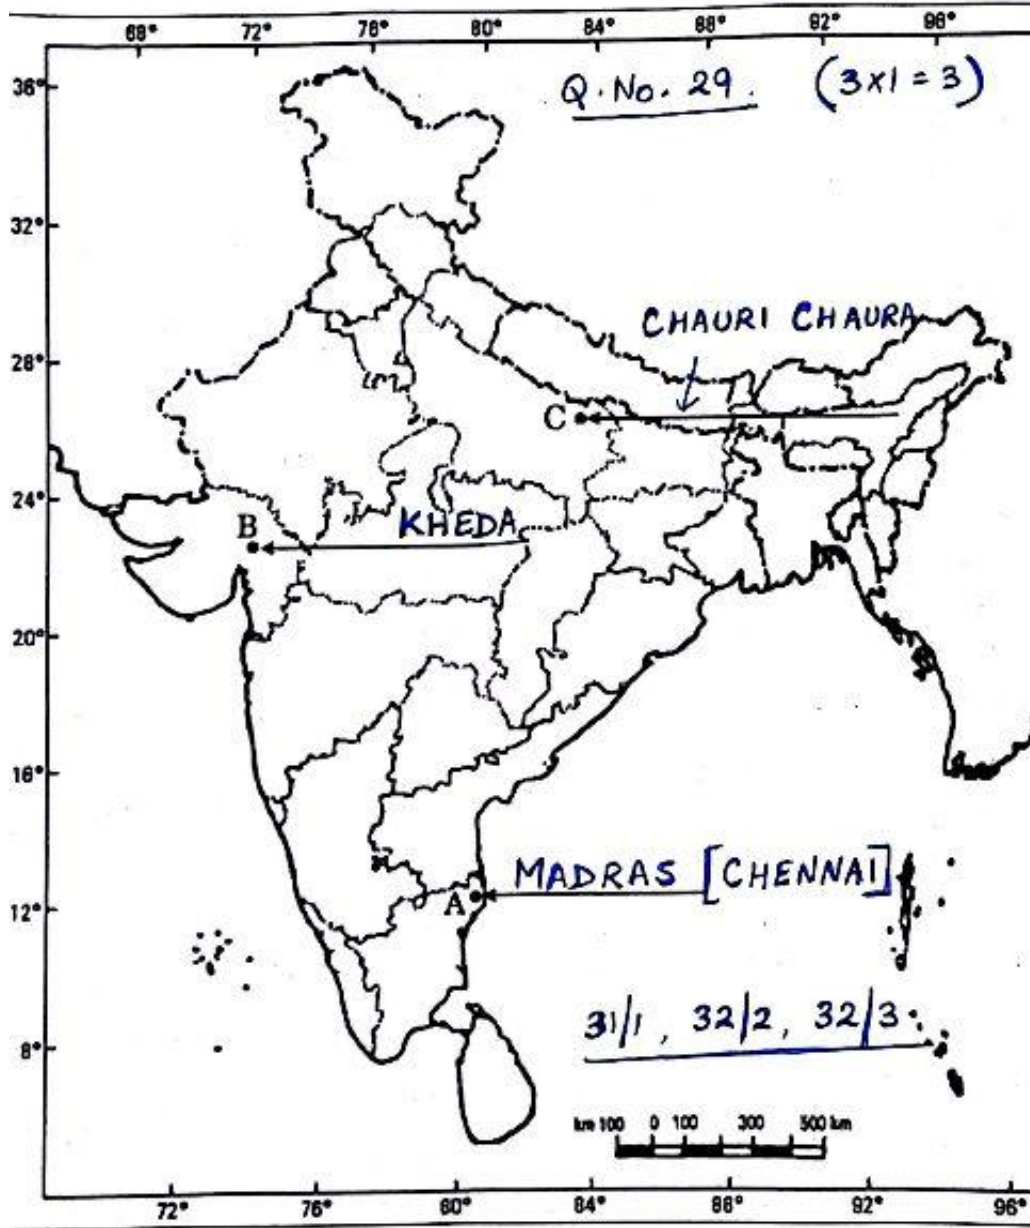 68° 72° 76° 80° 84° 88° 92° 96°
36°
Q. No. 29. (3x1 = 3)
32°
CHAURI CHAURA
28°
C
24°
KHEDA
B
20°
16°
MADRAS [CHENNAI]
12°
A
31/1, 32/2, 32/3
8°
km 100 0 100 300 500 km
72° 76° 80° 84° 88° 92° 96°